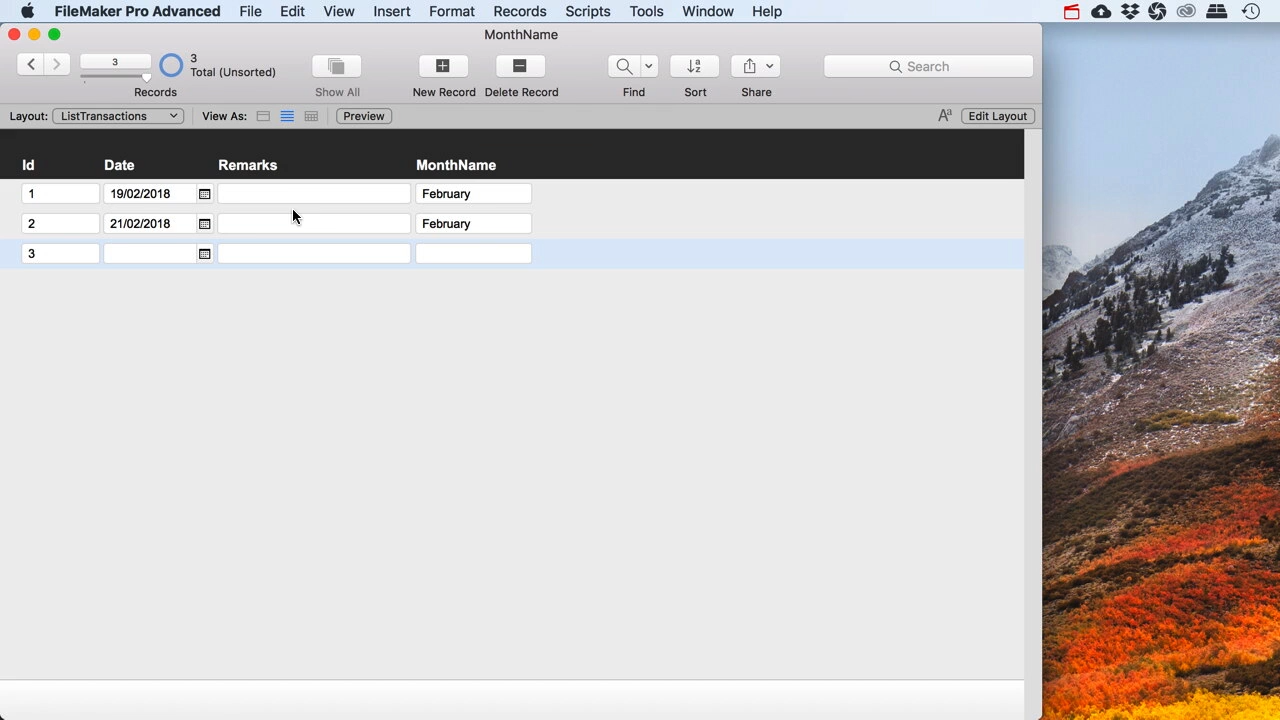 FileMaker Pro Advanced File Edit View Insert Format Records Scripts Tools Window Help
MonthName
3
3
Total (Unsorted)
Records Show All New Record Delete Record Find Sort Share
Search
Layout: ListTransactions View As: Preview Aa Edit Layout
Id Date Remarks MonthName
1 19/02/2018 February
2 21/02/2018 February
3